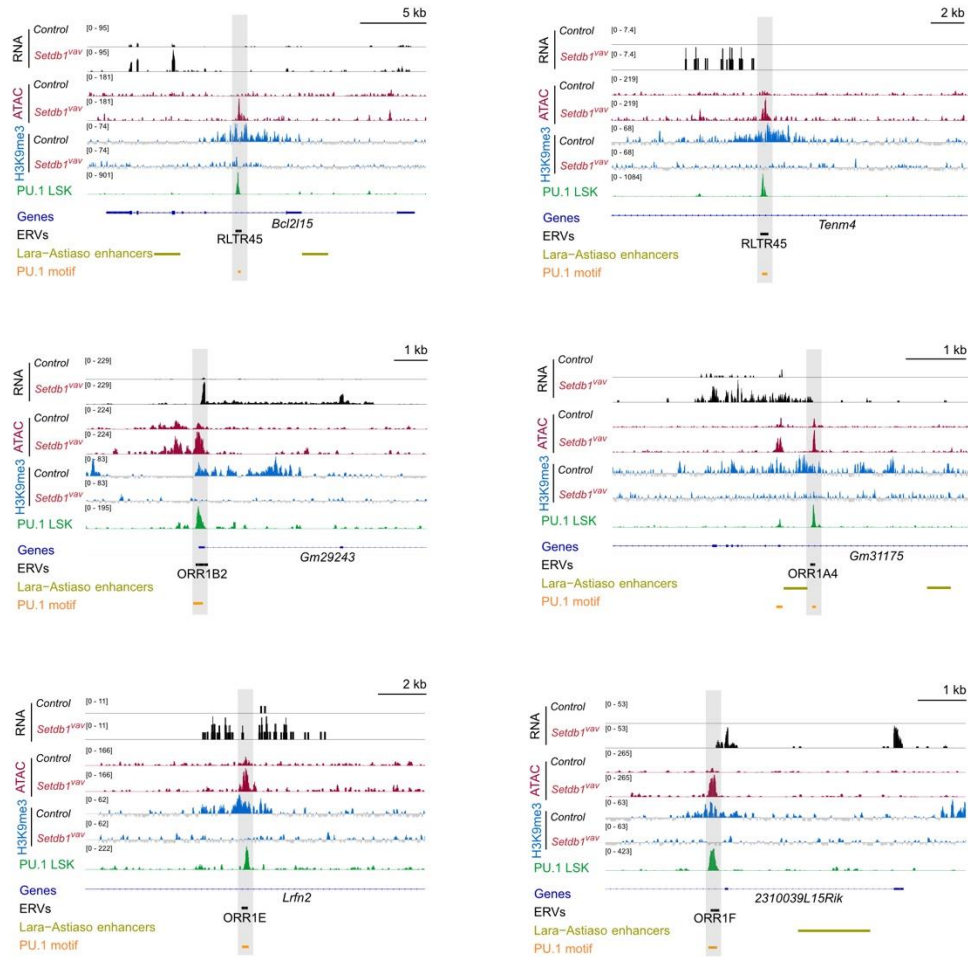 5 kb
RNA
Control
[0 - 95]
Setdb1vav
[0 - 95]
ATAC
Control
[0 - 181]
Setdb1vav
[0 - 181]
H3K9me3
Control
[0 - 74]
Setdb1vav
[0 - 74]
PU.1 LSK
[0 - 901]
Genes
Bcl2l15
ERVs
RLTR45
Lara-Astiaso enhancers
PU.1 motif
2 kb
RNA
Control
[0 - 7.4]
Setdb1vav
[0 - 7.4]
ATAC
Control
[0 - 219]
Setdb1vav
[0 - 219]
H3K9me3
Control
[0 - 68]
Setdb1vav
[0 - 68]
PU.1 LSK
[0 - 1084]
Genes
Tenm4
ERVs
RLTR45
Lara-Astiaso enhancers
PU.1 motif
1 kb
RNA
Control
[0 - 229]
Setdb1vav
[0 - 229]
ATAC
Control
[0 - 224]
Setdb1vav
[0 - 224]
H3K9me3
Control
[0 - 83]
Setdb1vav
[0 - 83]
PU.1 LSK
[0 - 195]
Genes
Gm29243
ERVs
ORR1B2
Lara-Astiaso enhancers
PU.1 motif
1 kb
RNA
Control
Setdb1vav
ATAC
Control
Setdb1vav
H3K9me3
Control
Setdb1vav
PU.1 LSK
Genes
Gm31175
ERVs
ORR1A4
Lara-Astiaso enhancers
PU.1 motif
2 kb
RNA
Control
[0 - 11]
Setdb1vav
[0 - 11]
ATAC
Control
[0 - 166]
Setdb1vav
[0 - 166]
H3K9me3
Control
[0 - 62]
Setdb1vav
[0 - 62]
PU.1 LSK
[0 - 222]
Genes
Lrfn2
ERVs
ORR1E
Lara-Astiaso enhancers
PU.1 motif
1 kb
RNA
Control
[0 - 53]
Setdb1vav
[0 - 53]
ATAC
Control
[0 - 265]
Setdb1vav
[0 - 265]
H3K9me3
Control
[0 - 63]
Setdb1vav
[0 - 63]
PU.1 LSK
[0 - 423]
Genes
2310039L15Rik
ERVs
ORR1F
Lara-Astiaso enhancers
PU.1 motif